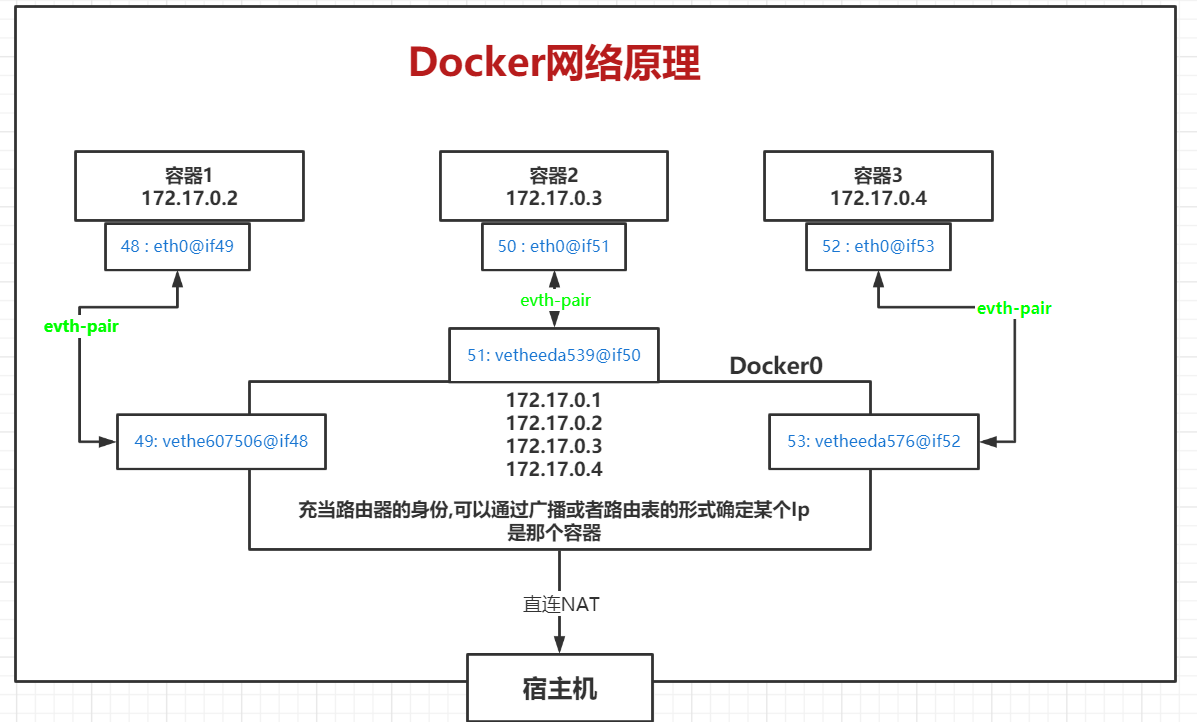 Docker网络原理
容器1
172.17.0.2
容器2
172.17.0.3
容器3
172.17.0.4
48 : eth0@if49
50 : eth0@if51
52 : eth0@if53
evth-pair
evth-pair
evth-pair
51: vetheeda539@if50
Docker0
49: vethe607506@if48
53: vetheeda576@if52
172.17.0.1
172.17.0.2
172.17.0.3
172.17.0.4
充当路由器的身份,可以通过广播或者路由表的形式确定某个Ip
是那个容器
直连NAT
宿主机